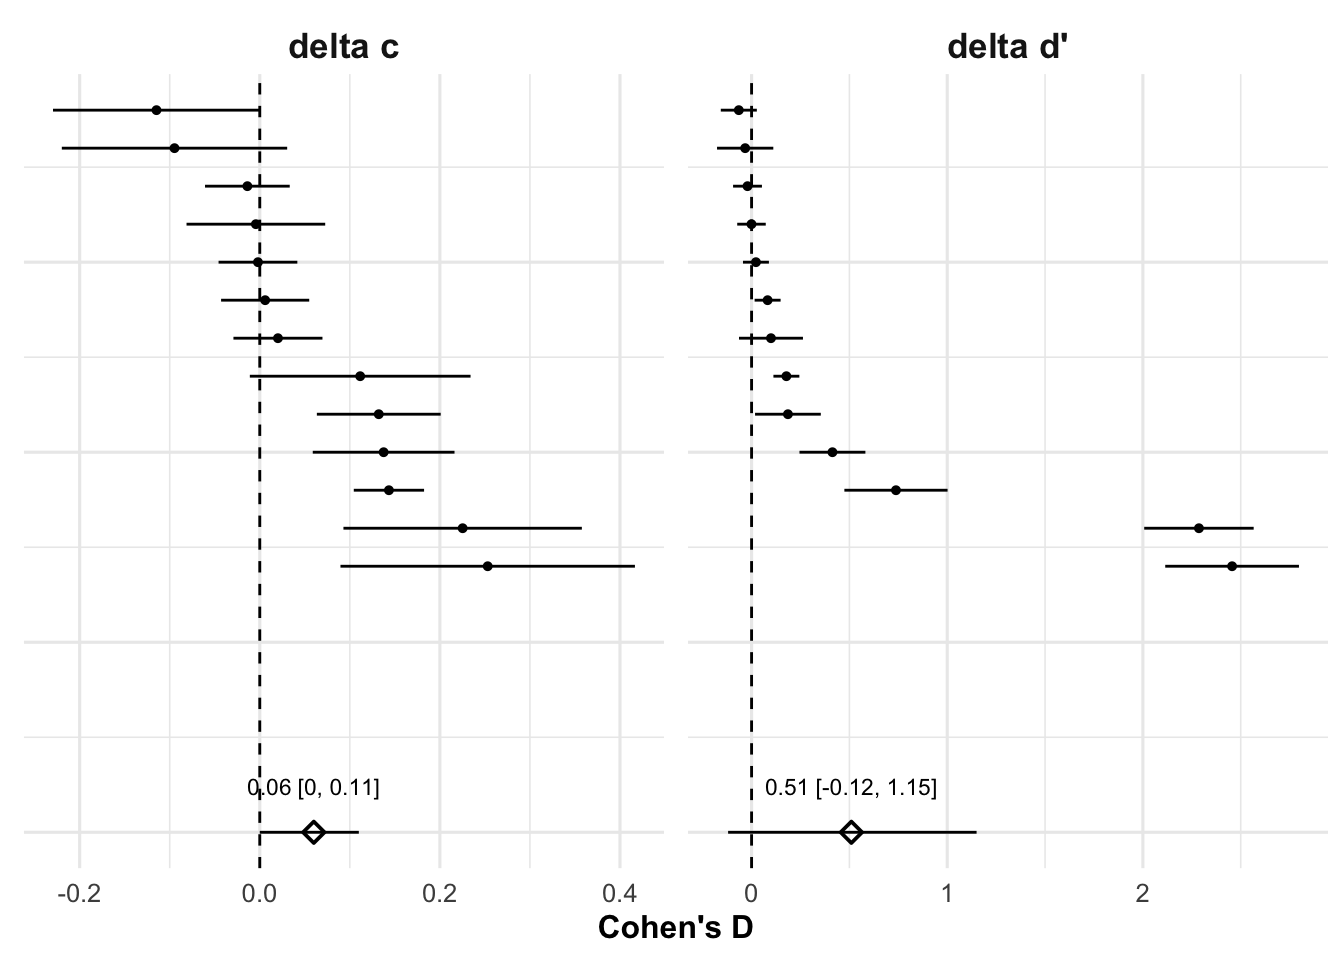 delta c
delta d'
0.06 [0, 0.11]
0.51 [-0.12, 1.15]
-0.2 0.0 0.2 0.4
0 1 2
Cohen's D